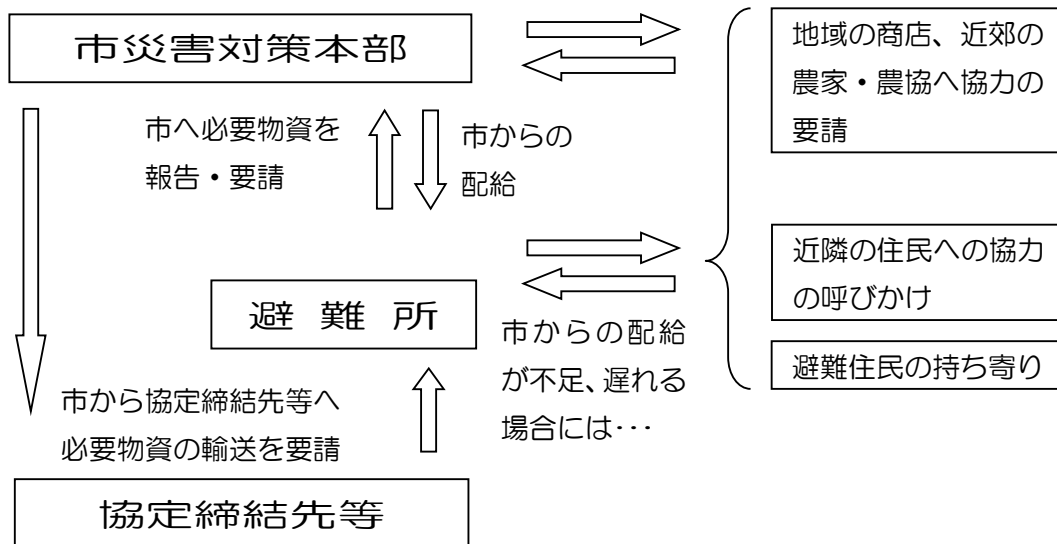 市災害対策本部
地域の商店、近郊の
農家・農協へ協力の
要請
市へ必要物資を
報告・要請
市からの
配給
近隣の住民への協力
の呼びかけ
避難所
市からの配給
が不足、遅れる
場合には･･･
避難住民の持ち寄り
市から協定締結先等へ
必要物資の輸送を要請
協定締結先等